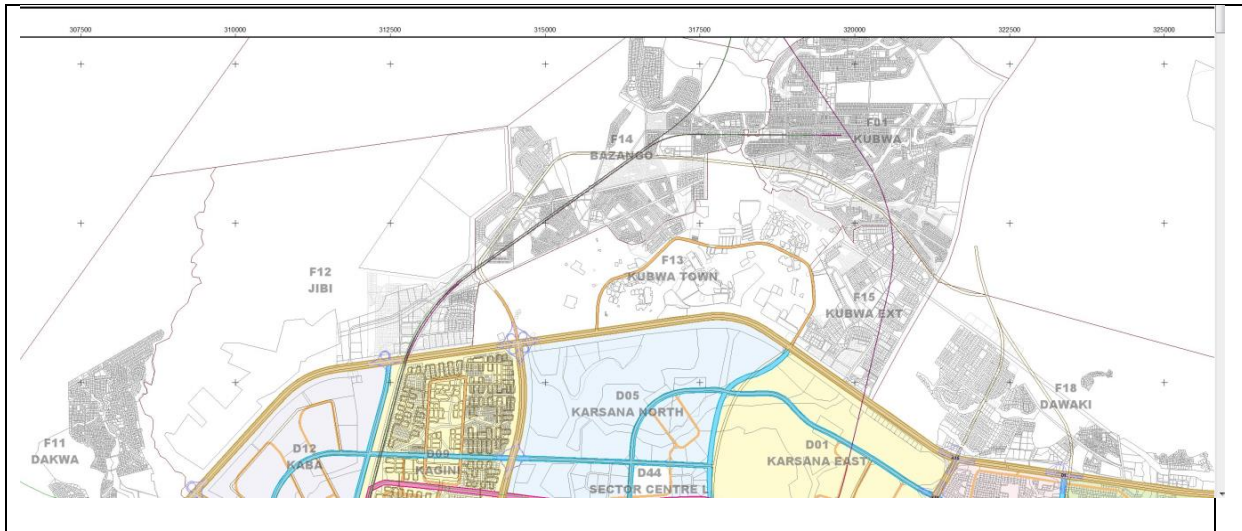 307500 310000 312500 315000 317500 320000 322500 325000
F01
KUBWA
F14
BAZANGO
F13
KUBWA TOWN
F12
JIBI
F15
KUBWA EXT
F18
DAWAKI
D05
KARSANA NORTH
F11
DAKWA
D12
KABA
D09
KAGINI
D01
KARSANA EAST
D44
SECTOR CENTRE L